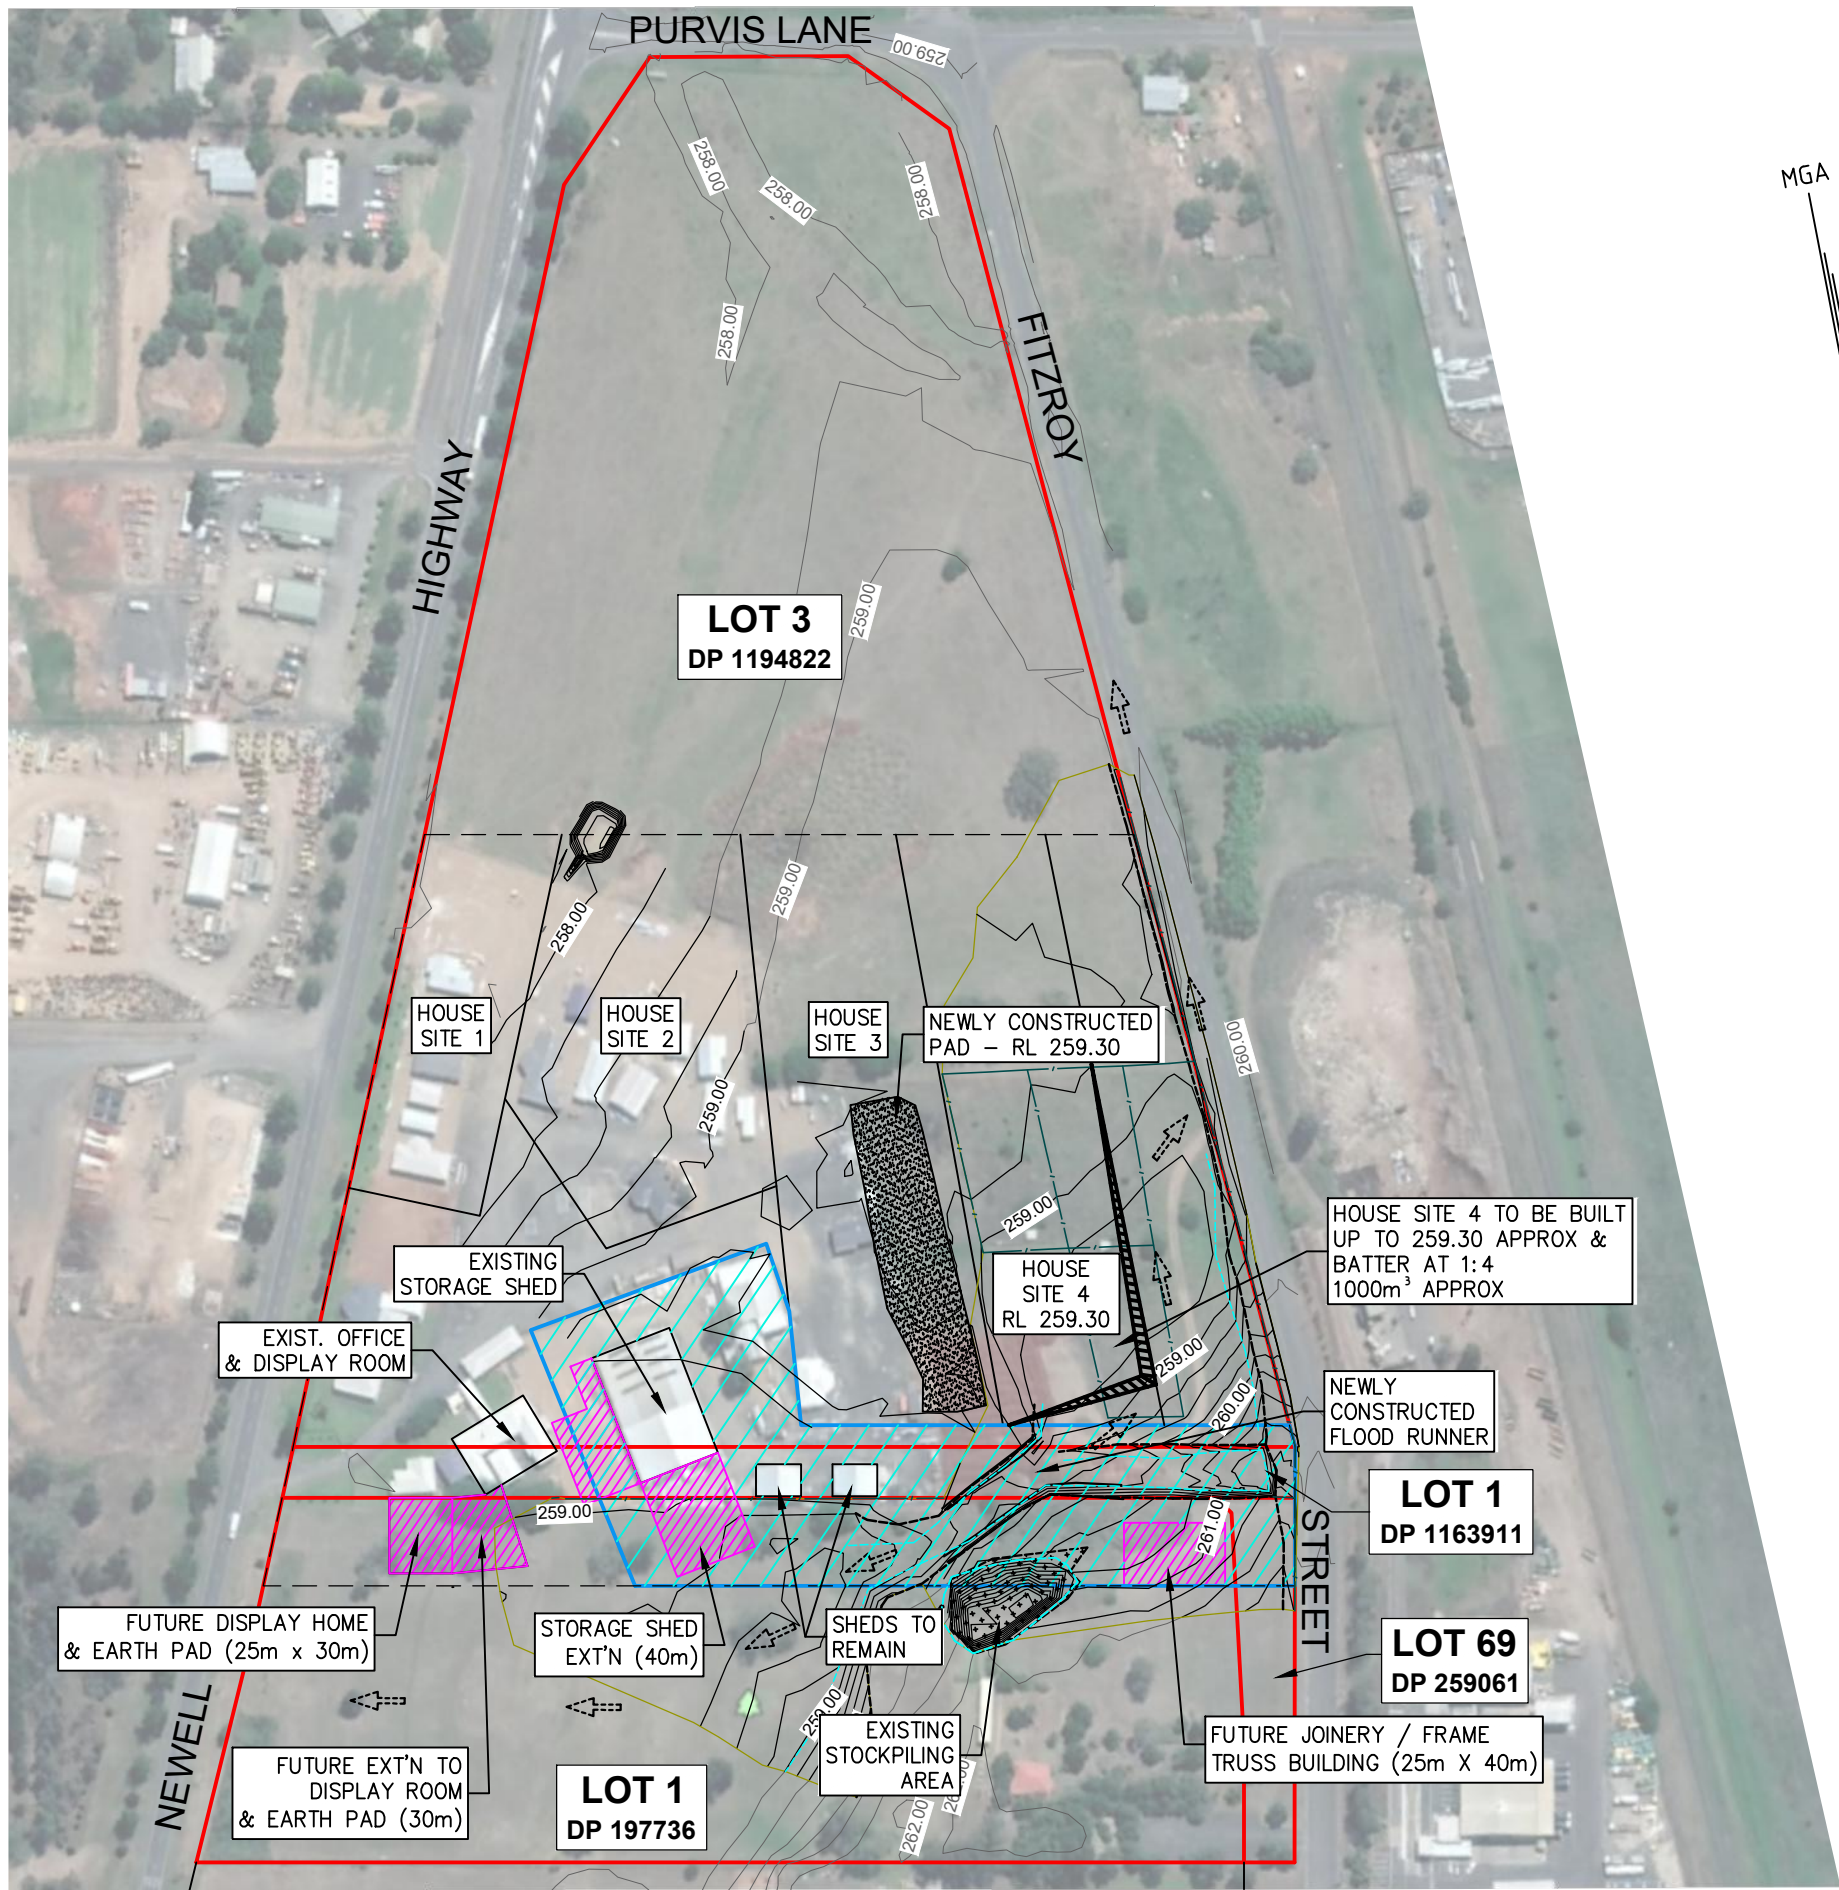 PURVIS LANE
259.00
MGA
258.00
258.00
258.00
258.00
FITZROY
HIGHWAY
LOT 3
DP 1194822
259.00
259.00
258.00
HOUSE
SITE 1
HOUSE
SITE 2
HOUSE
SITE 3
NEWLY CONSTRUCTED
PAD – RL 259.30
260.00
259.00
259.00
HOUSE SITE 4 TO BE BUILT
UP TO 259.30 APPROX &
BATTER AT 1:4
1000m³ APPROX
EXISTING
STORAGE SHED
HOUSE
SITE 4
RL 259.30
EXIST. OFFICE
& DISPLAY ROOM
259.00
260.00
NEWLY
CONSTRUCTED
FLOOD RUNNER
LOT 1
DP 1163911
259.00
261.00
STREET
FUTURE DISPLAY HOME
& EARTH PAD (25m x 30m)
STORAGE SHED
EXT'N (40m)
SHEDS TO
REMAIN
LOT 69
DP 259061
NEWELL
259.00
EXISTING
STOCKPILING
AREA
FUTURE JOINERY / FRAME
TRUSS BUILDING (25m X 40m)
FUTURE EXT'N TO
DISPLAY ROOM
& EARTH PAD (30m)
LOT 1
DP 197736
262.00